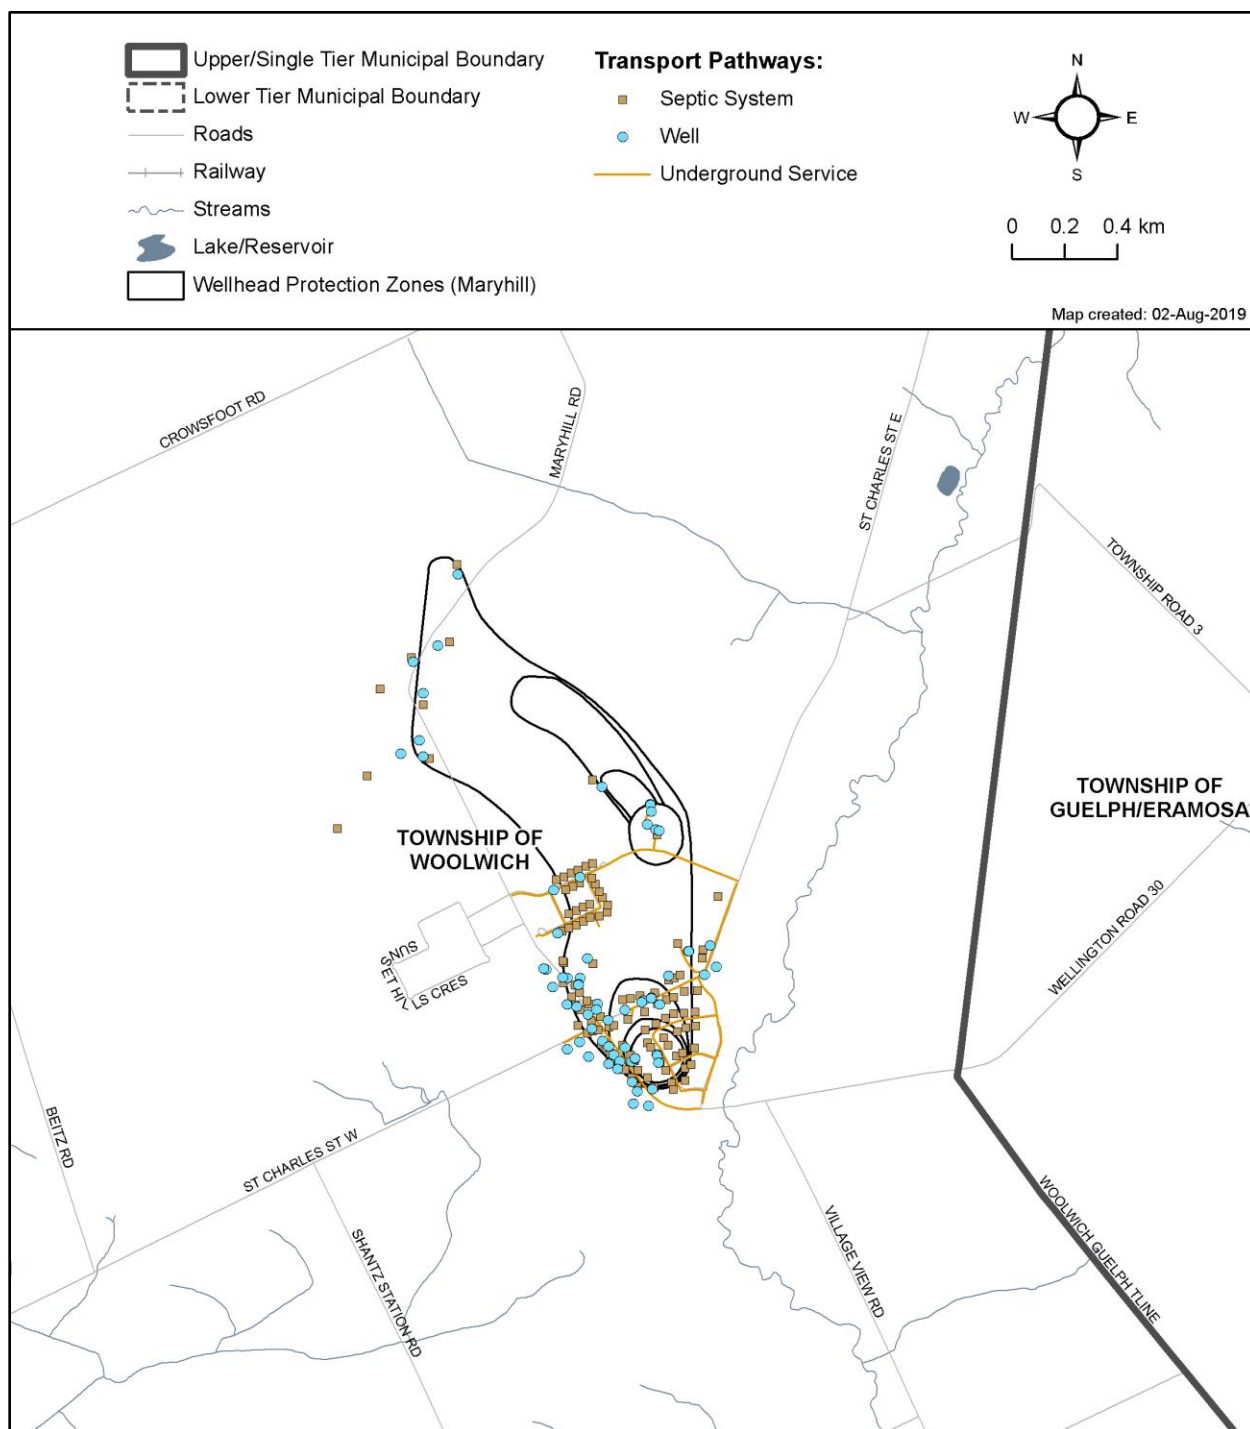 Upper/Single Tier Municipal Boundary
Lower Tier Municipal Boundary
Roads
Railway
Streams
Lake/Reservoir
Wellhead Protection Zones (Maryhill)
Transport Pathways:
Septic System
Well
Underground Service
N
W
E
S
0 0.2 0.4 km
Map created: 02-Aug-2019
CROWSFOOT RD
MARYHILL RD
ST CHARLES ST E
TOWNSHIP ROAD 3
TOWNSHIP OF
GUELPH/ERAMOSA
TOWNSHIP OF
WOOLWICH
WELLINGTON ROAD 30
SUNSET HILLS CRES
BEITZ RD
ST CHARLES ST W
SHANTZ STATION RD
VILLAGE VIEW RD
WOOLWICH GUELPH TLINE